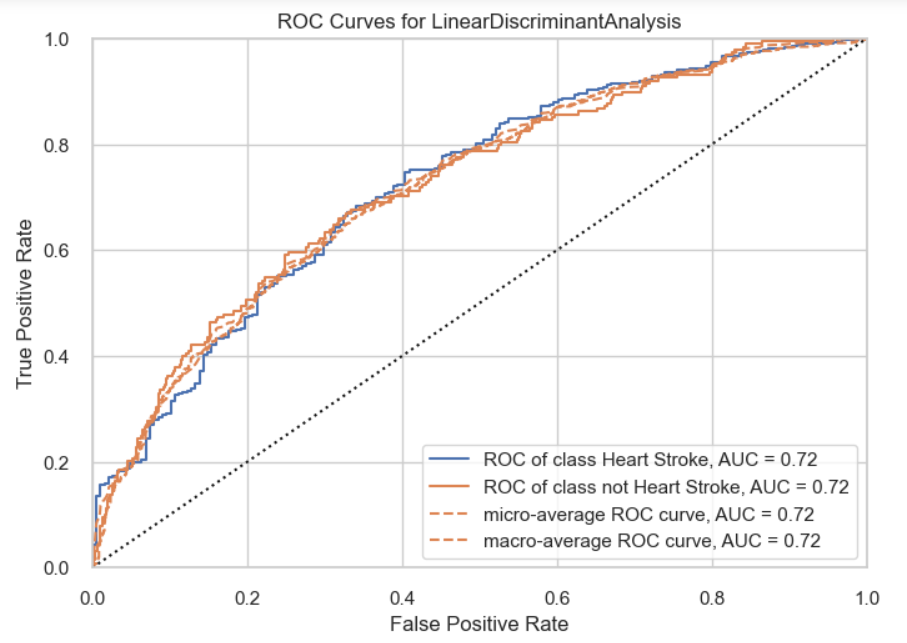 ROC Curves for LinearDiscriminantAnalysis
1.0
0.8
0.6
0.4
0.2
0.0
True Positive Rate
ROC of class Heart Stroke, AUC = 0.72
ROC of class not Heart Stroke, AUC = 0.72
micro-average ROC curve, AUC = 0.72
macro-average ROC curve, AUC = 0.72
0.0 0.2 0.4 0.6 0.8 1.0
False Positive Rate